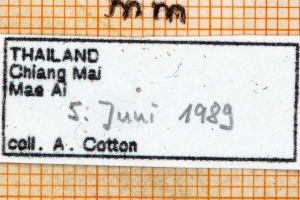 mm
THAILAND
Chiang Mai
Mae Ai
5. Juni 1989
coll. A. Cotton